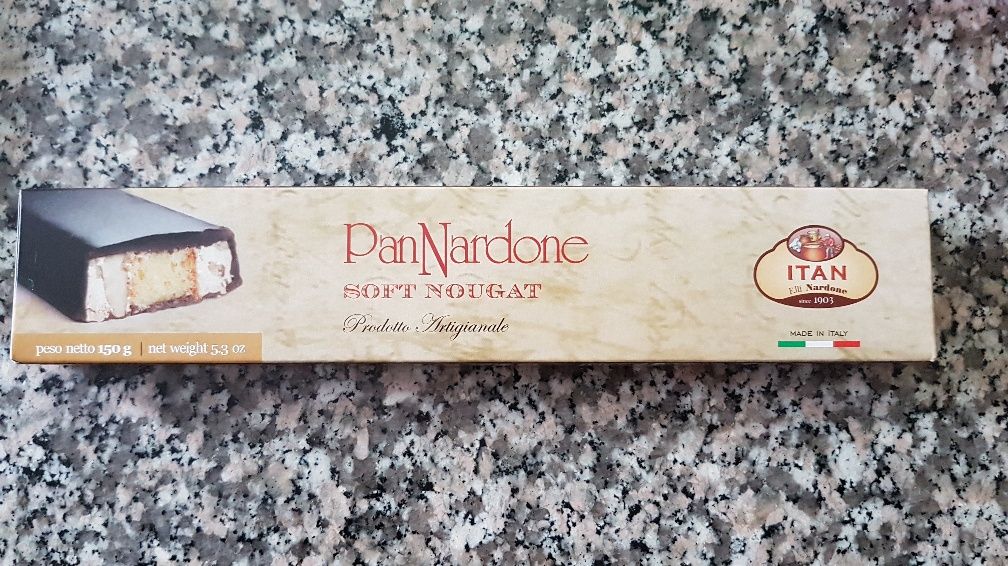 PanNardone
SOFT NOUGAT
Prodotto Artigianale
peso netto 150 g | net weight 5.3 oz
ITAN
F.lli Nardone
since 1903
MADE IN ITALY